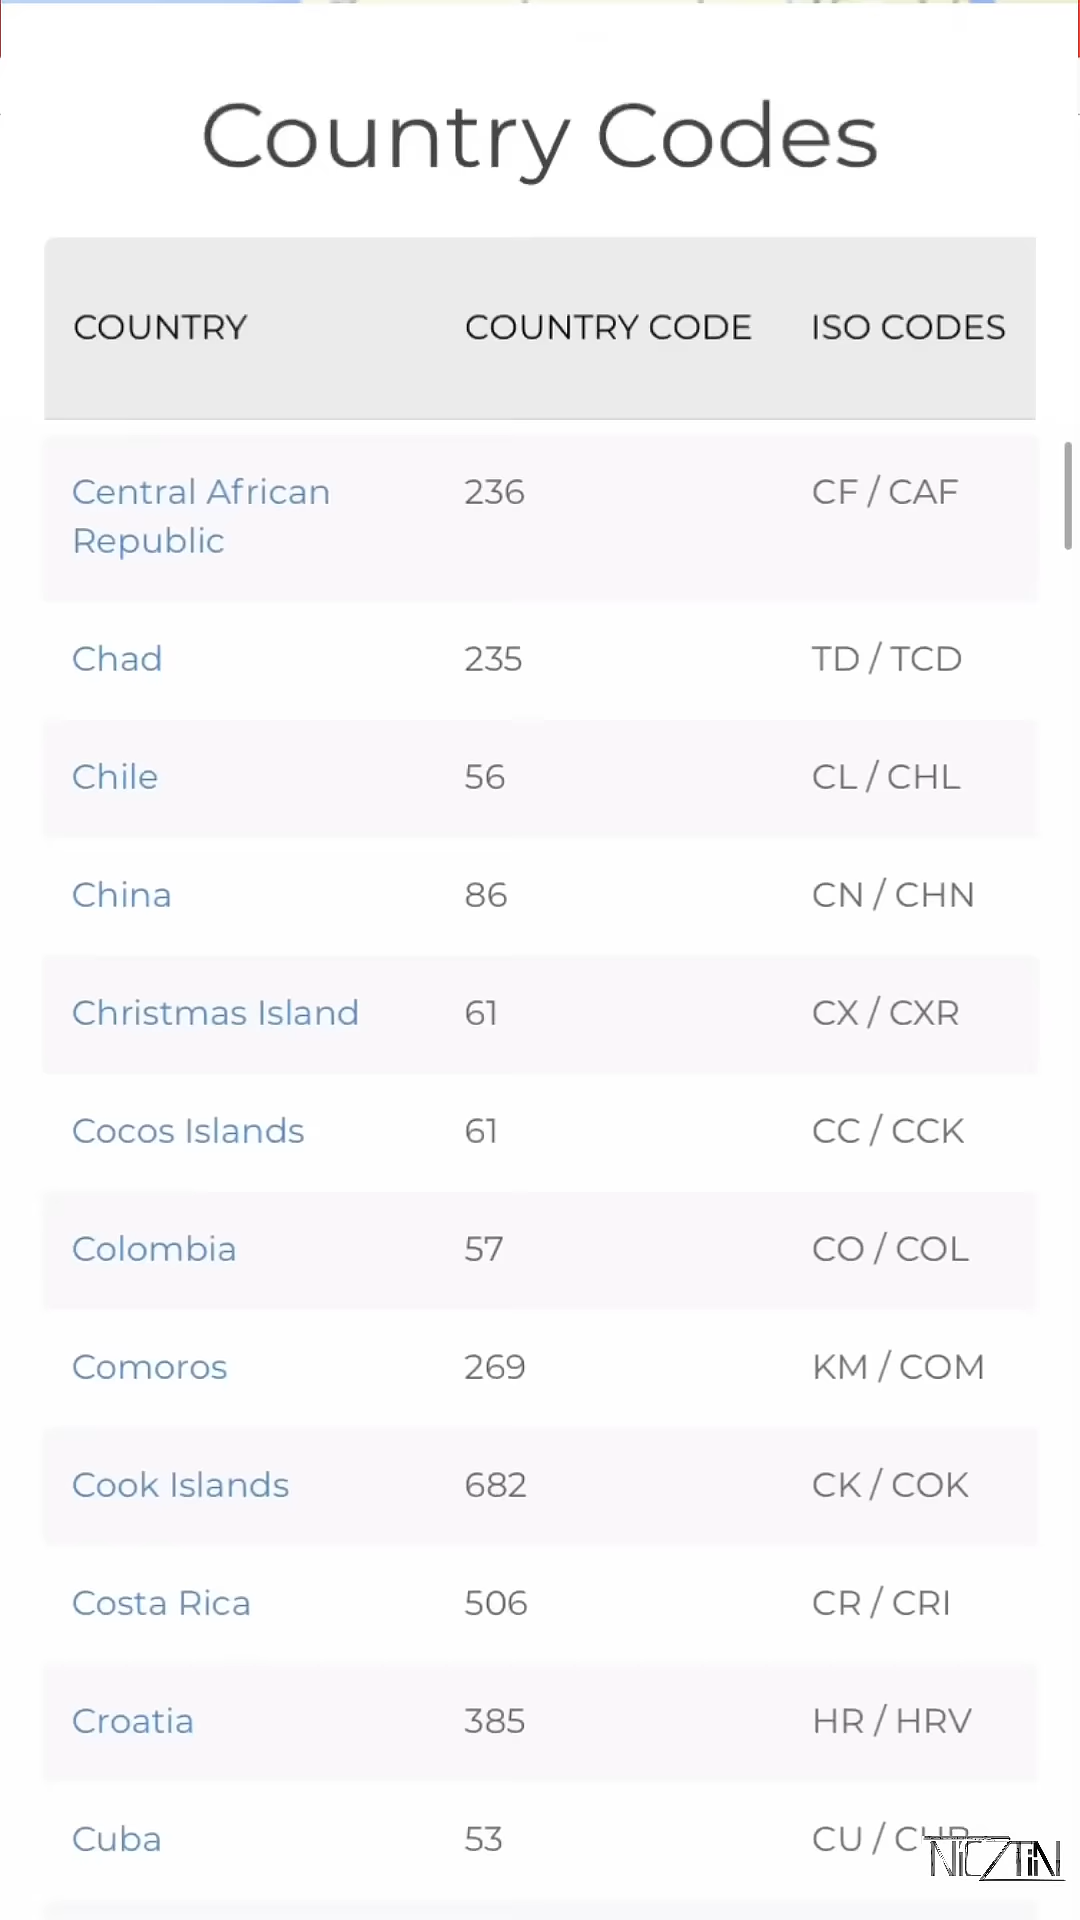 Country Codes
COUNTRY COUNTRY CODE ISO CODES
Central African 236 CF / CAF
Republic
Chad 235 TD / TCD
Chile 56 CL / CHL
China 86 CN / CHN
Christmas Island 61 CX / CXR
Cocos Islands 61 CC / CCK
Colombia 57 CO / COL
Comoros 269 KM / COM
Cook Islands 682 CK / COK
Costa Rica 506 CR / CRI
Croatia 385 HR / HRV
Cuba 53 CU / CUB